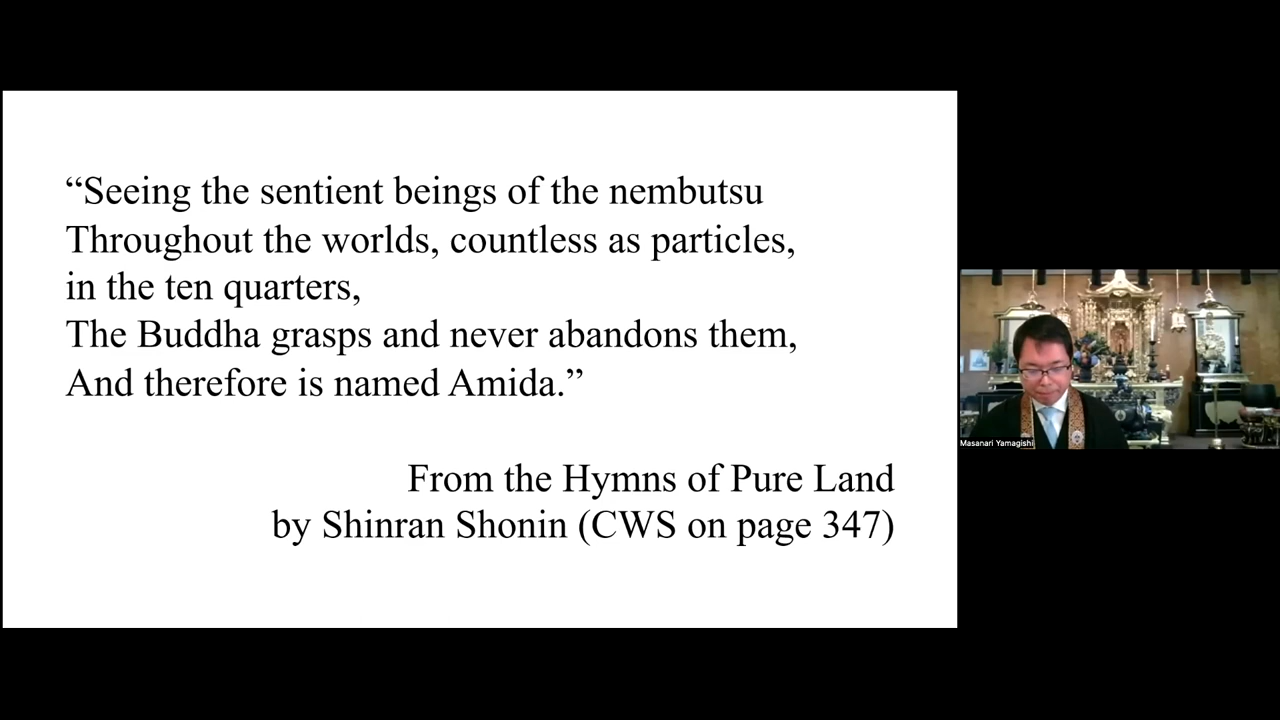 “Seeing the sentient beings of the nembutsu
Throughout the worlds, countless as particles,
in the ten quarters,
The Buddha grasps and never abandons them,
And therefore is named Amida.”
From the Hymns of Pure Land
by Shinran Shonin (CWS on page 347)
Masanari Yamagishi